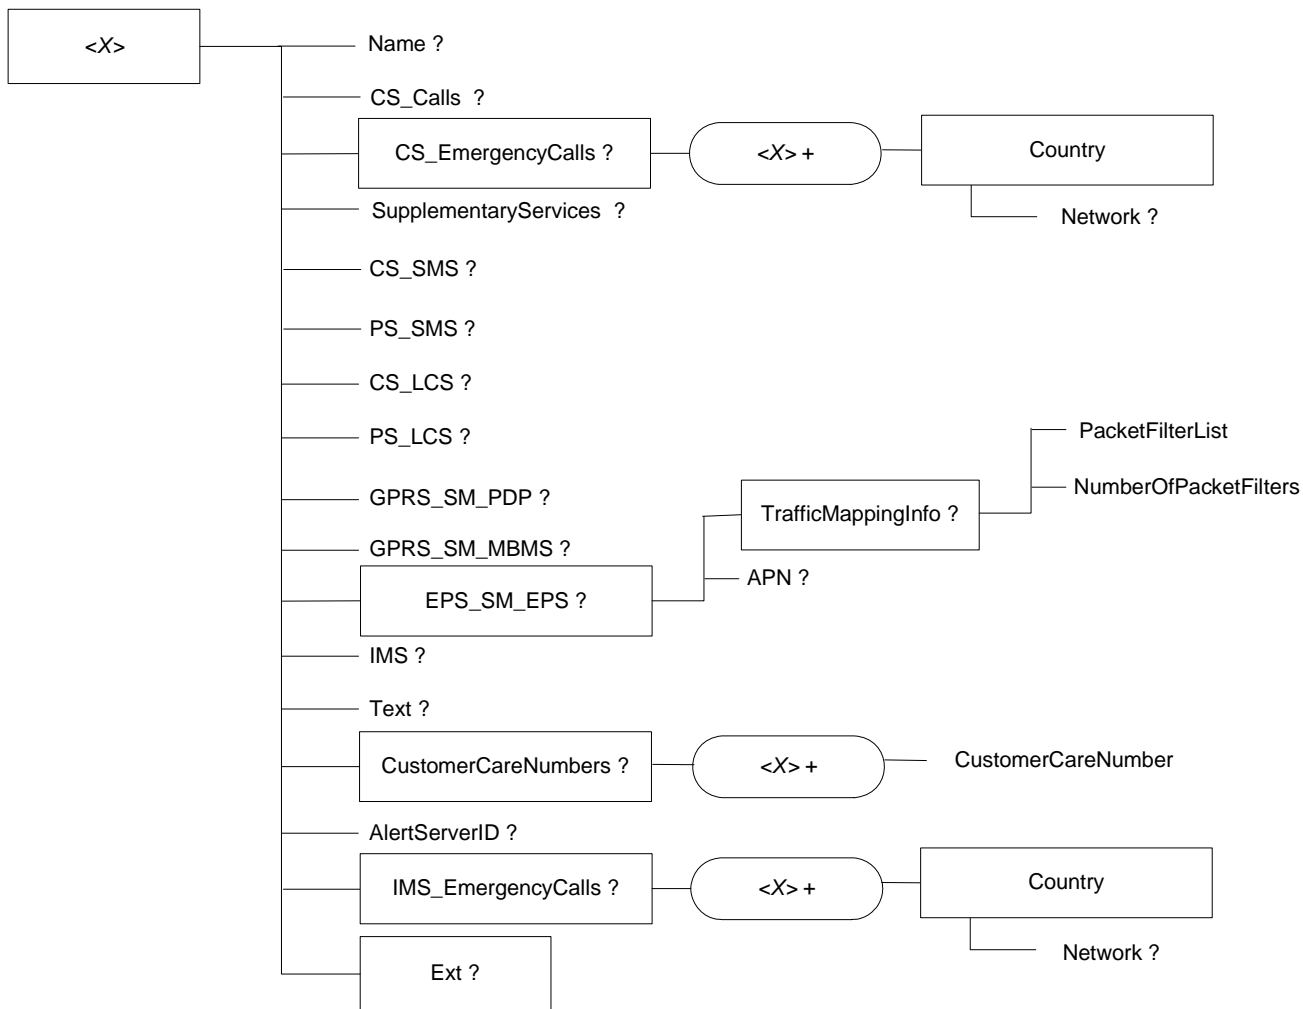 <X>
Name ?
CS_Calls ?
CS_EmergencyCalls ?
<X> +
Country
Network ?
SupplementaryServices ?
CS_SMS ?
PS_SMS ?
CS_LCS ?
PS_LCS ?
GPRS_SM_PDP ?
GPRS_SM_MBMS ?
EPS_SM_EPS ?
TrafficMappingInfo ?
PacketFilterList
NumberOfPacketFilters
APN ?
IMS ?
Text ?
CustomerCareNumbers ?
<X> +
CustomerCareNumber
AlertServerID ?
IMS_EmergencyCalls ?
<X> +
Country
Network ?
Ext ?